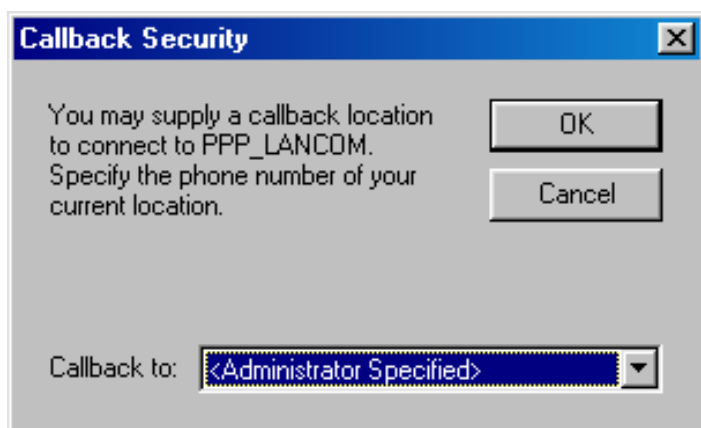 Callback Security
You may supply a callback location
to connect to PPP_LANCOM.
Specify the phone number of your
current location.
OK
Cancel
Callback to: <Administrator Specified>